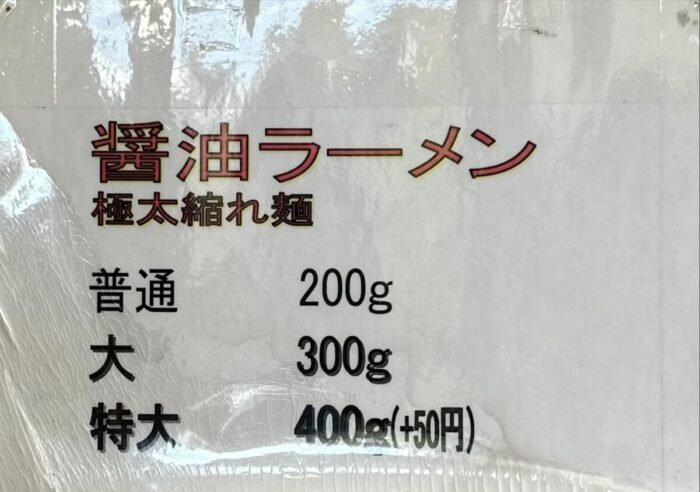 醤油ラーメン
極太縮れ麺
普通 200g
大 300g
特大 400g(+50円)